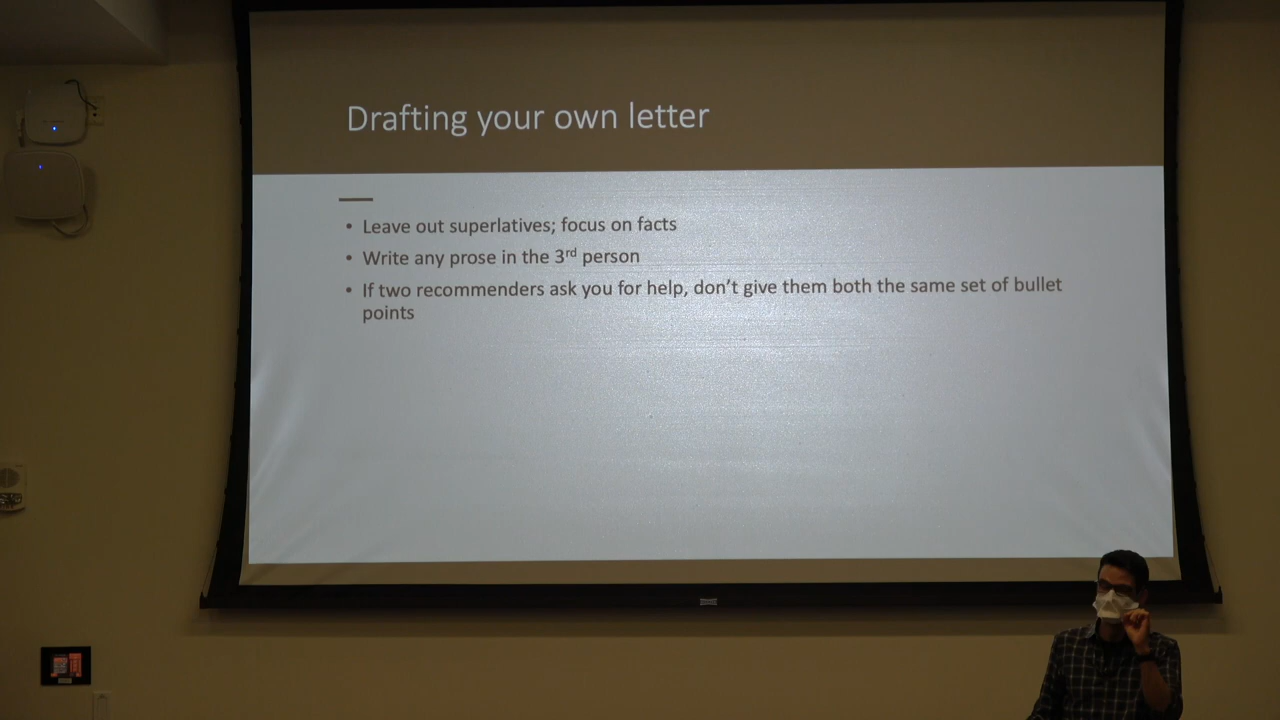 Drafting your own letter
• Leave out superlatives; focus on facts
• Write any prose in the 3rd person
• If two recommenders ask you for help, don’t give them both the same set of bullet
points